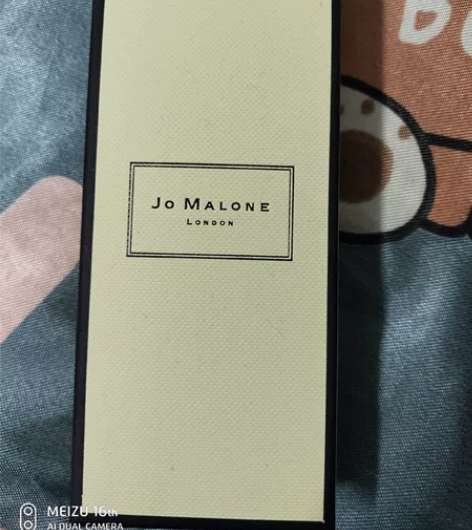 JO MALONE
LONDON
MEIZU 16th
AI DUAL CAMERA